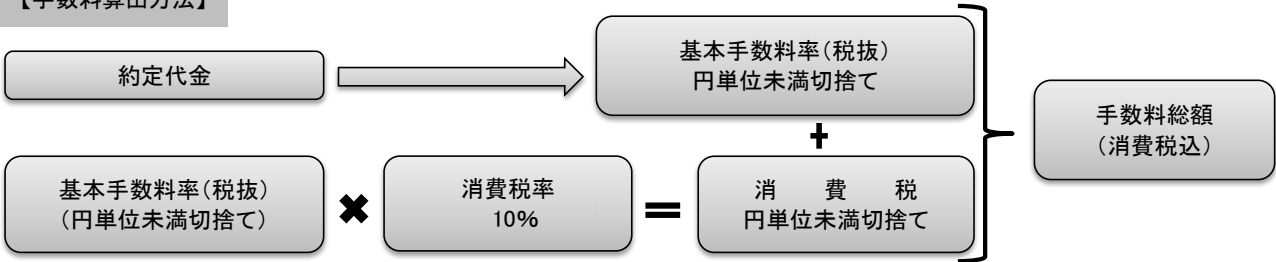 【手数料算出方法】
約定代金
基本手数料率(税抜)
円単位未満切捨て
+
手数料総額
(消費税込)
基本手数料率(税抜)
(円単位未満切捨て)
×
消費税率
10%
=
消 費 税
円単位未満切捨て